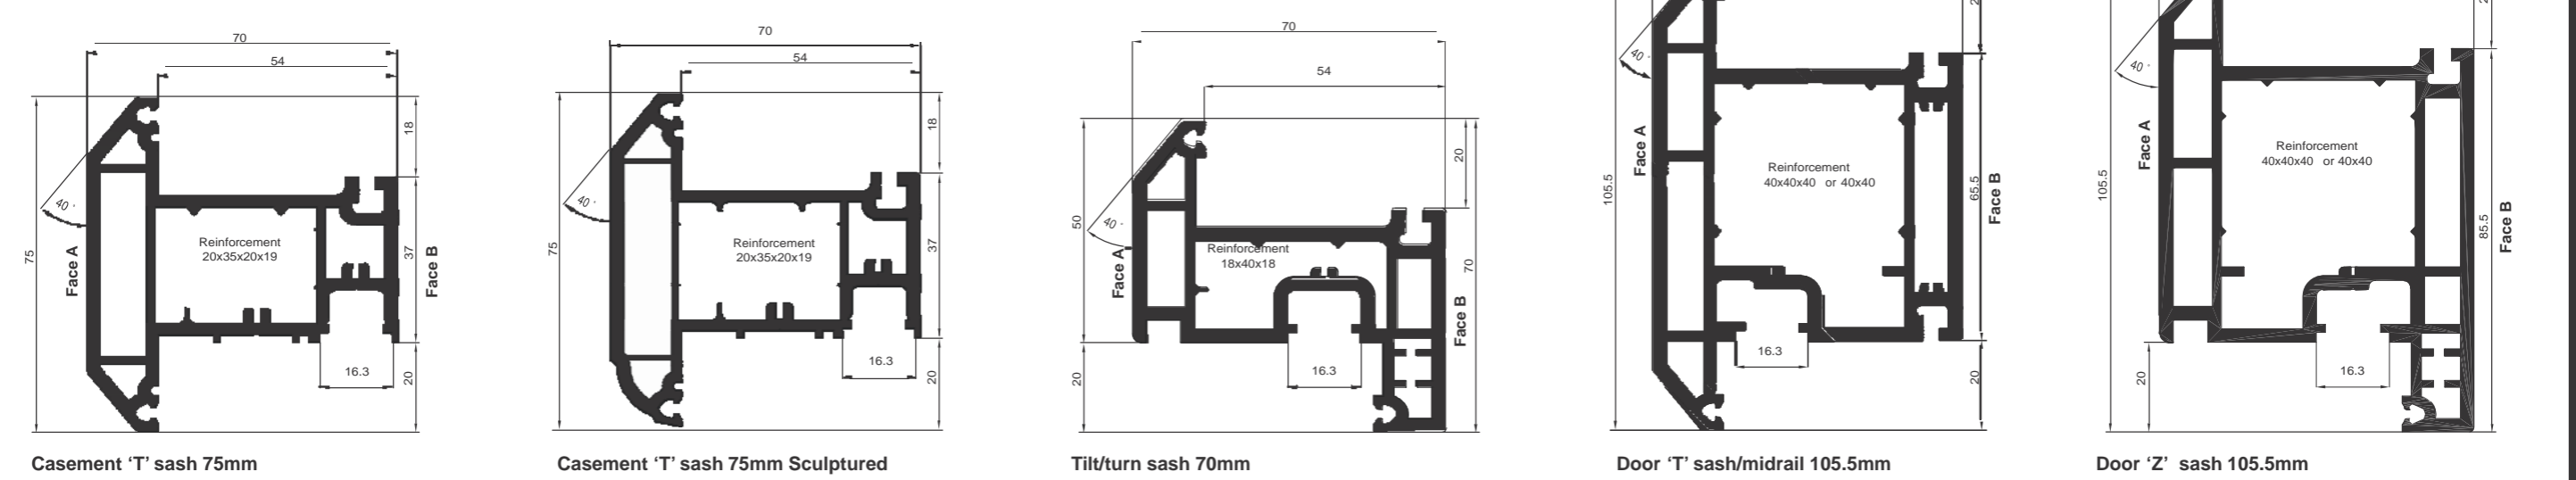 70
54
18
40 °
75
Face A
Reinforcement
20x35x20x19
37
Face B
16.3
20
Casement ‘T’ sash 75mm
70
54
18
40 °
75
Reinforcement
20x35x20x19
37
16.3
20
Casement ‘T’ sash 75mm Sculptured
70
54
20
50
40 °
Face A
Reinforcement
18x40x18
70
Face B
16.3
20
Tilt/turn sash 70mm
40 °
Face A
105.5
Reinforcement
40x40x40 or 40x40
65.5
Face B
16.3
20
Door ‘T’ sash/midrail 105.5mm
40 °
Face A
105.5
Reinforcement
40x40x40 or 40x40
85.5
Face B
16.3
20
Door ‘Z’ sash 105.5mm